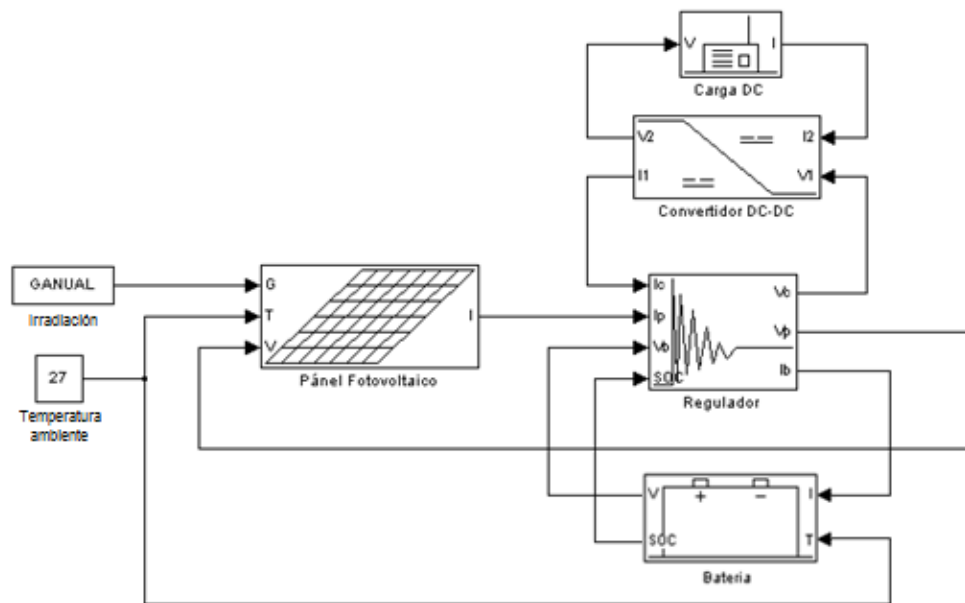 V
I
Carga DC
V2
I2
I1
V1
Convertidor DC-DC
GANUAL
Irradiación
27
Temperatura
ambiente
G
T
V
I
Pánel Fotovoltaico
Ic
Ip
Vb
SOC
Vc
Vp
Ib
Regulador
V
+
−
I
SOC
T
Bateria